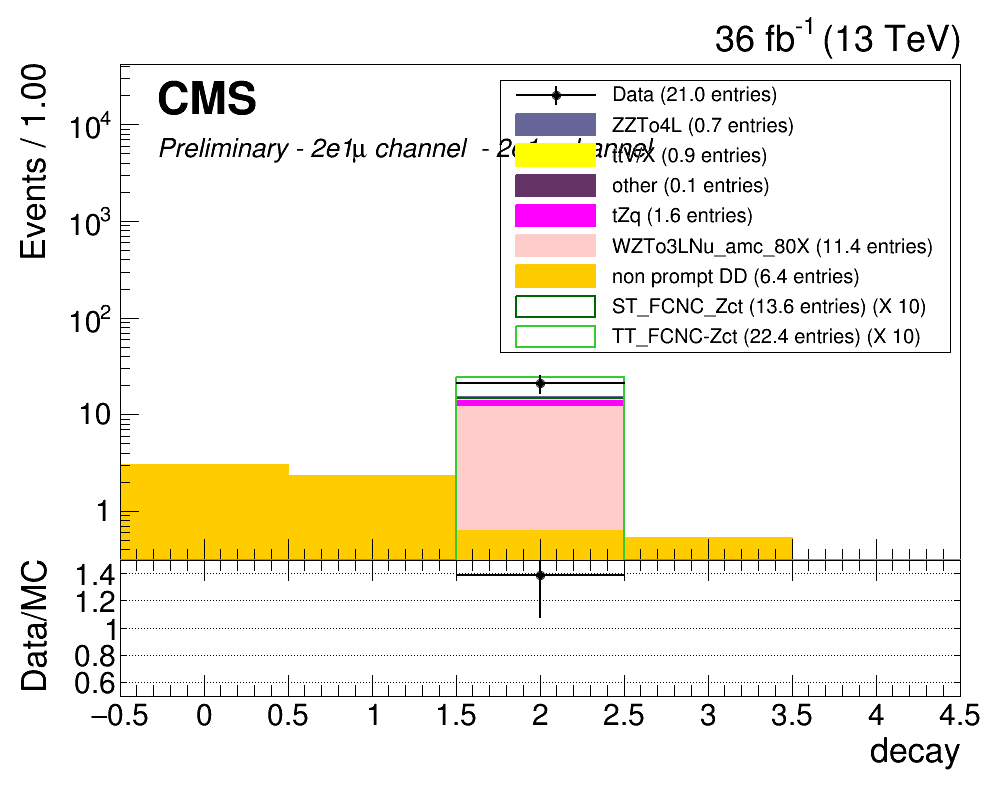 36 fb-1 (13 TeV)
CMS
Preliminary - 2e1μ channel - 2e1 annel
Data (21.0 entries)
ZZTo4L (0.7 entries)
ttV/X (0.9 entries)
other (0.1 entries)
tZq (1.6 entries)
WZTo3LNu_amc_80X (11.4 entries)
non prompt DD (6.4 entries)
ST_FCNC_Zct (13.6 entries) (X 10)
TT_FCNC-Zct (22.4 entries) (X 10)
Events / 1.00
10^4
10^3
10^2
10
1
Data/MC
1.4
1.2
1
0.8
0.6
−0.5 0 0.5 1 1.5 2 2.5 3 3.5 4 4.5
decay